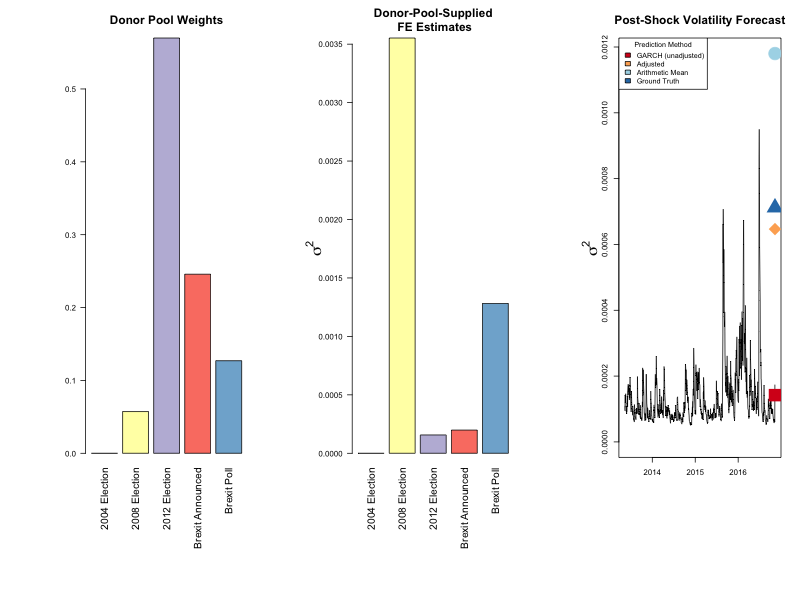 Donor Pool Weights
0.0
0.1
0.2
0.3
0.4
0.5
2004 Election
2008 Election
2012 Election
Brexit Announced
Brexit Poll
Donor-Pool-Supplied
FE Estimates
σ²
0.0000
0.0005
0.0010
0.0015
0.0020
0.0025
0.0030
0.0035
2004 Election
2008 Election
2012 Election
Brexit Announced
Brexit Poll
Post-Shock Volatility Forecast
σ²
0.0000
0.0002
0.0004
0.0006
0.0008
0.0010
0.0012
Prediction Method
GARCH (unadjusted)
Adjusted
Arithmetic Mean
Ground Truth
2014
2015
2016